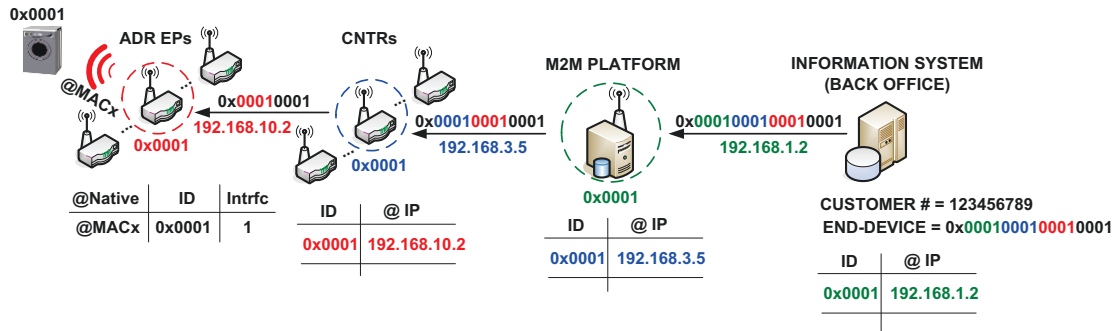 0x0001
ADR EPs
CNTRs
M2M PLATFORM
INFORMATION SYSTEM
(BACK OFFICE)
@MACx
0x00010001
192.168.10.2
0x000100010001
192.168.3.5
0x0001000100010001
192.168.1.2
0x0001
0x0001
0x0001
@Native ID Intrfc
@MACx 0x0001 1
ID @ IP
0x0001 192.168.10.2
ID @ IP
0x0001 192.168.3.5
CUSTOMER # = 123456789
END-DEVICE = 0x0001000100010001
ID @ IP
0x0001 192.168.1.2